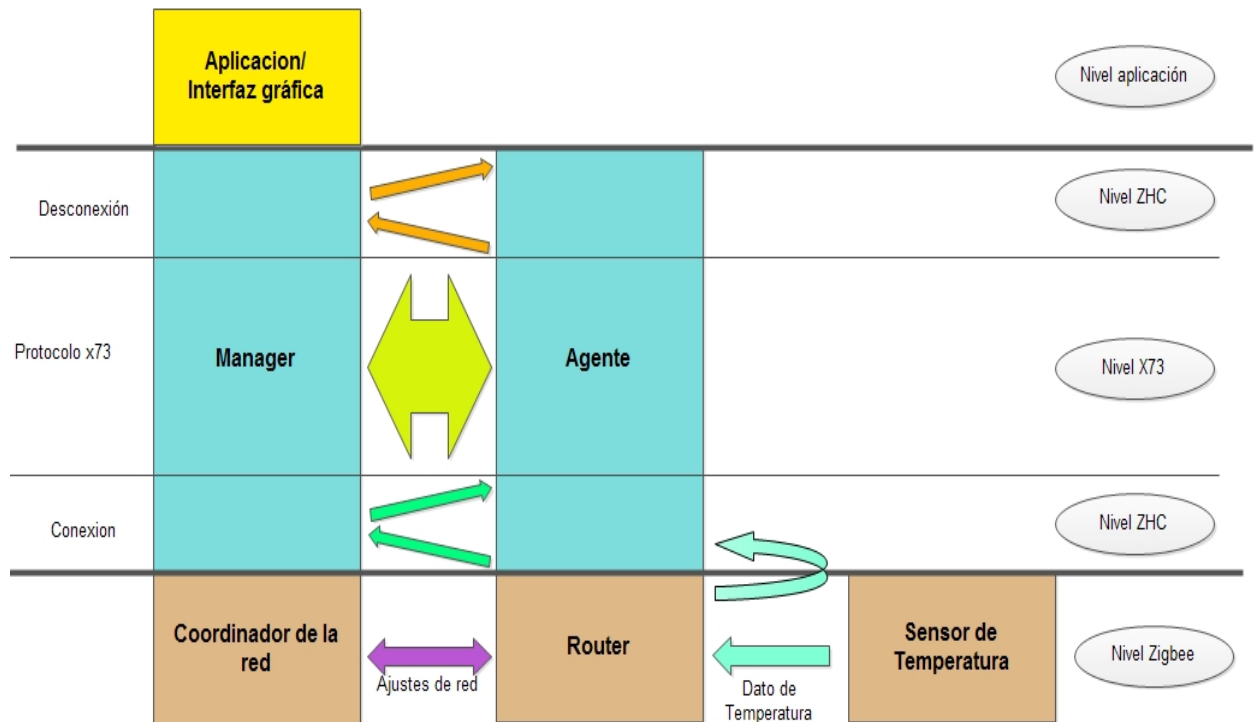 Aplicacion/
Interfaz gráfica
Nivel aplicación
Desconexión
Nivel ZHC
Protocolo x73
Manager
Agente
Nivel X73
Conexion
Nivel ZHC
Coordinador de la
red
Ajustes de red
Router
Dato de
Temperatura
Sensor de
Temperatura
Nivel Zigbee